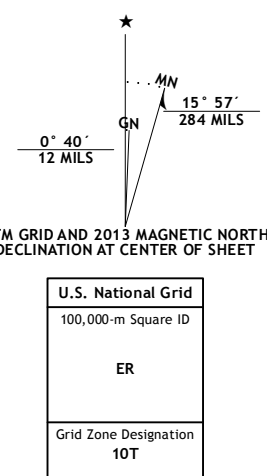 ★
MN
GN
15° 57´
284 MILS
0° 40´
12 MILS
TM GRID AND 2013 MAGNETIC NORTH
DECLINATION AT CENTER OF SHEET
U.S. National Grid
100,000-m Square ID
ER
Grid Zone Designation
10T